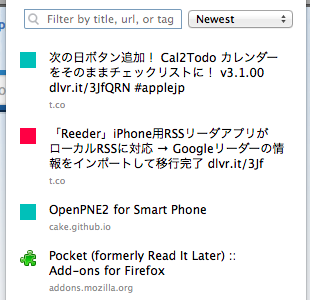 Filter by title, url, or tag
Newest
次の日ボタン追加！ Cal2Todo カレンダー
をそのままチェックリストに！ v3.1.00
dlvr.it/3JfQRN #applejp
t.co
「Reeder」iPhone用RSSリーダアプリが
ローカルRSSに対応 → Googleリーダーの情
報をインポートして移行完了 dlvr.it/3Jf
t.co
OpenPNE2 for Smart Phone
cake.github.io
Pocket (formerly Read It Later) ::
Add-ons for Firefox
addons.mozilla.org